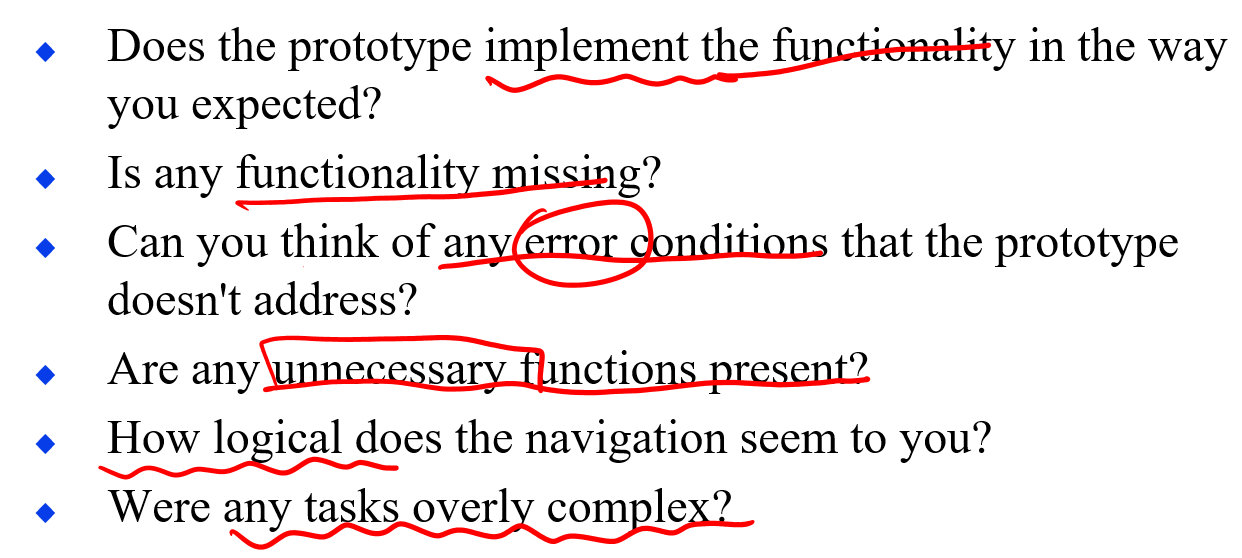 Does the prototype implement the functionality in the way
you expected?
Is any functionality missing?
Can you think of any error conditions that the prototype
doesn't address?
Are any unnecessary functions present?
How logical does the navigation seem to you?
Were any tasks overly complex?